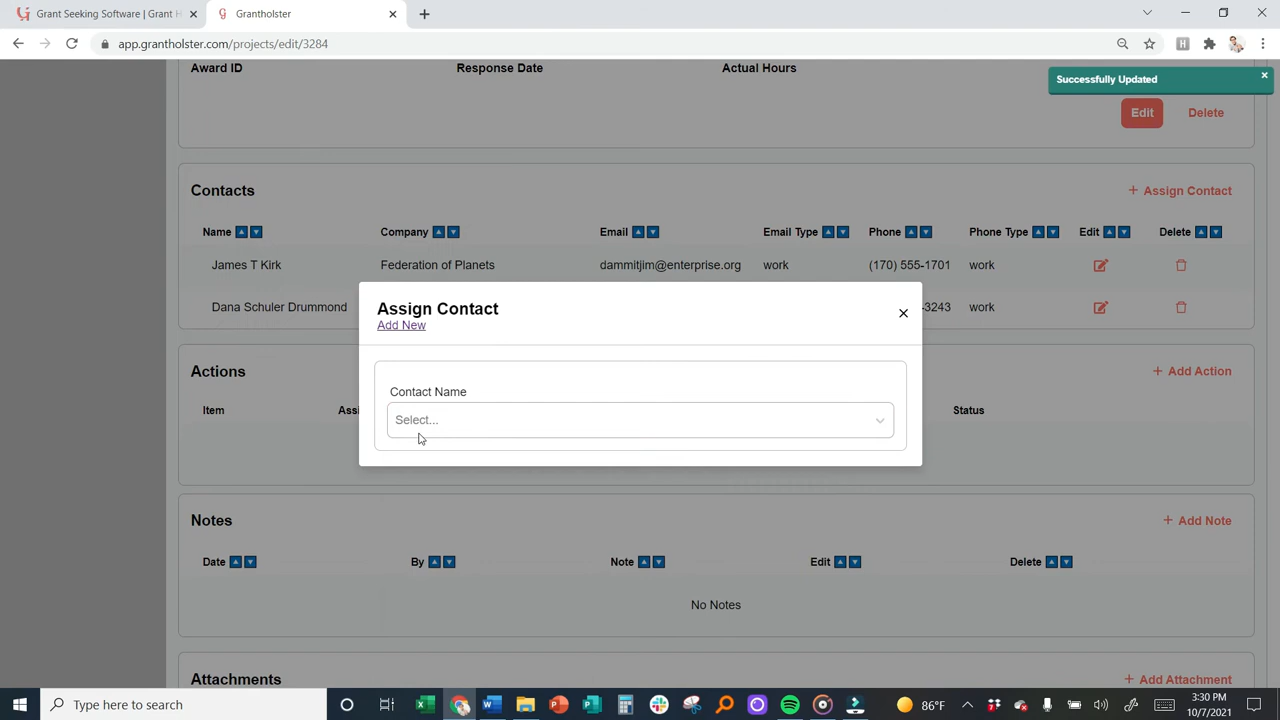 Grant Seeking Software | Grant H
Grantholster
app.grantholster.com/projects/edit/3284
Award ID
Response Date
Actual Hours
Successfully Updated
Edit
Delete
Contacts
+ Assign Contact
Name
Company
Email
Email Type
Phone
Phone Type
Edit
Delete
James T Kirk
Federation of Planets
dammitjim@enterprise.org
work
(170) 555-1701
work
Dana Schuler Drummond
-3243
work
Assign Contact
Add New
Contact Name
Select...
Actions
+ Add Action
Item
Assi
Status
Notes
+ Add Note
Date
By
Note
Edit
Delete
No Notes
Attachments
+ Add Attachment
Type here to search
86°F
3:30 PM
10/7/2021